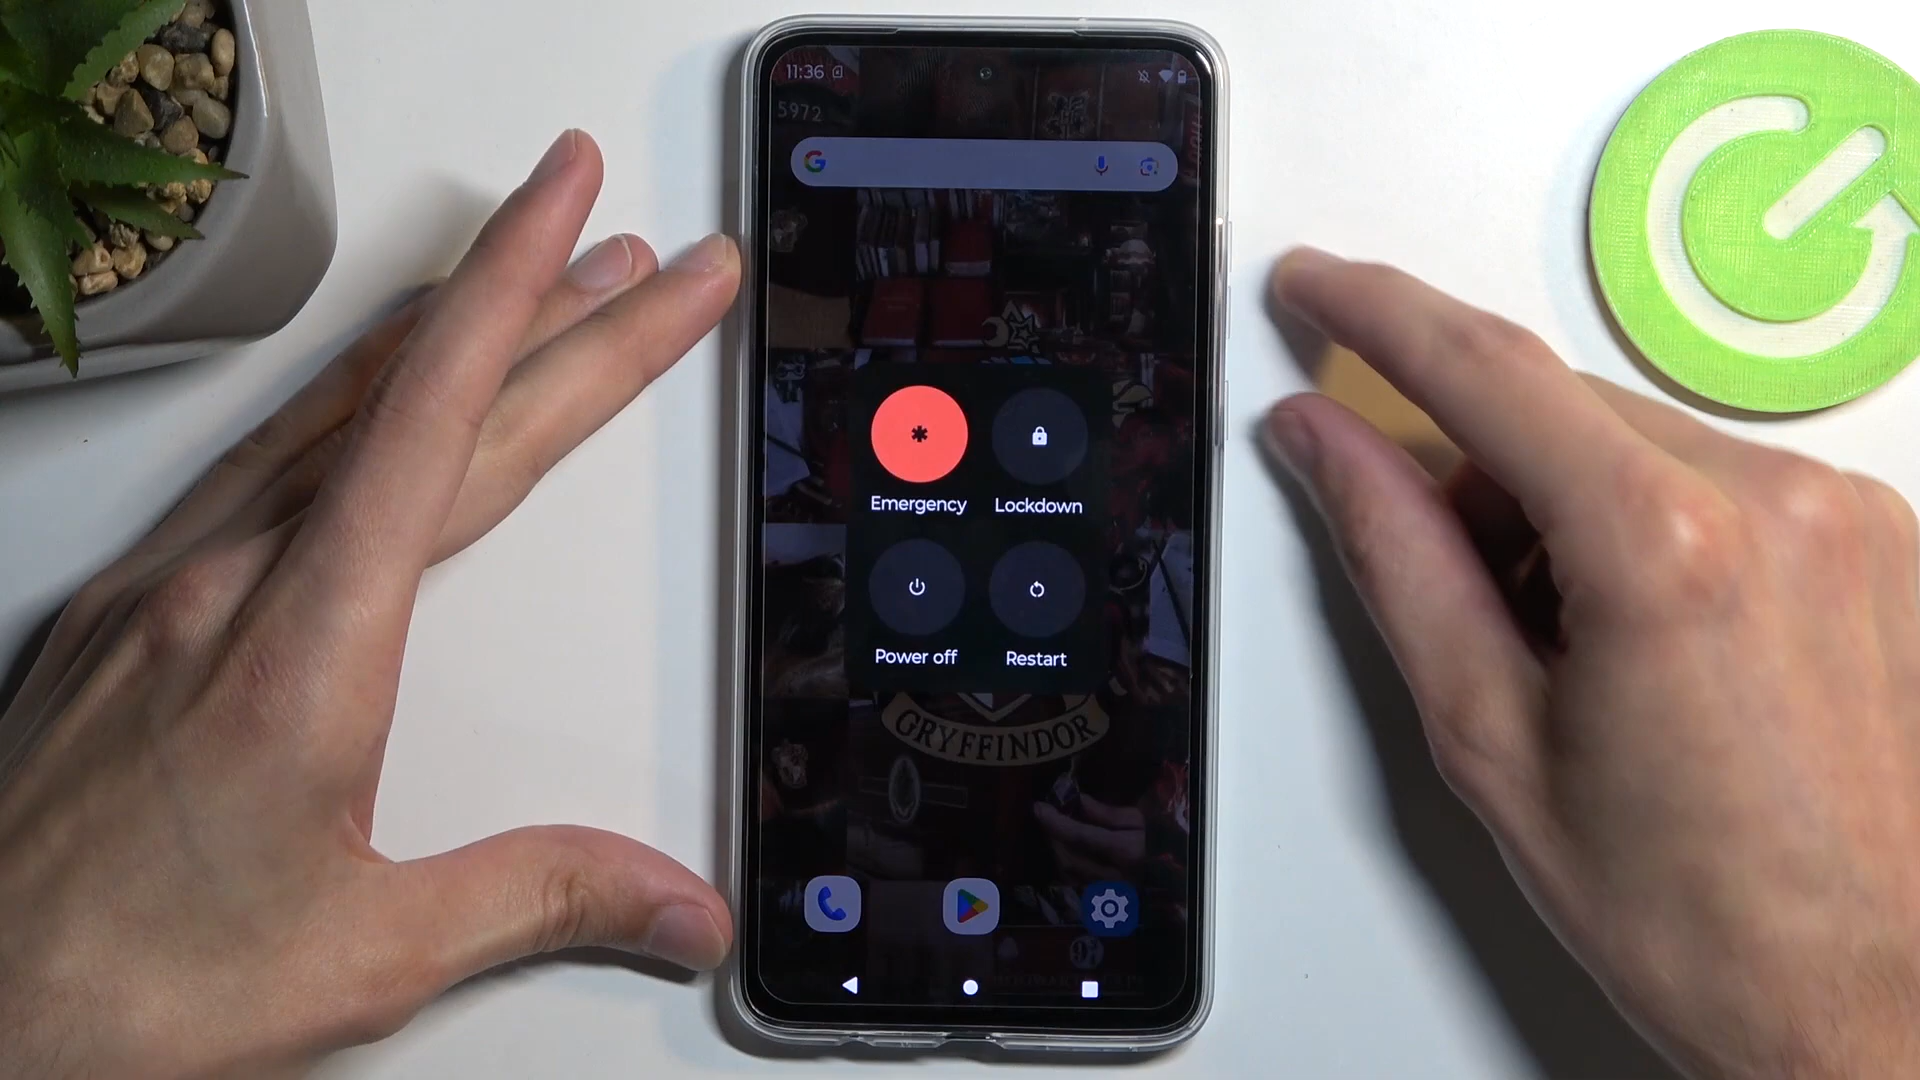 11:36
5972
Emergency Lockdown
Power off Restart
GRYFFINDOR